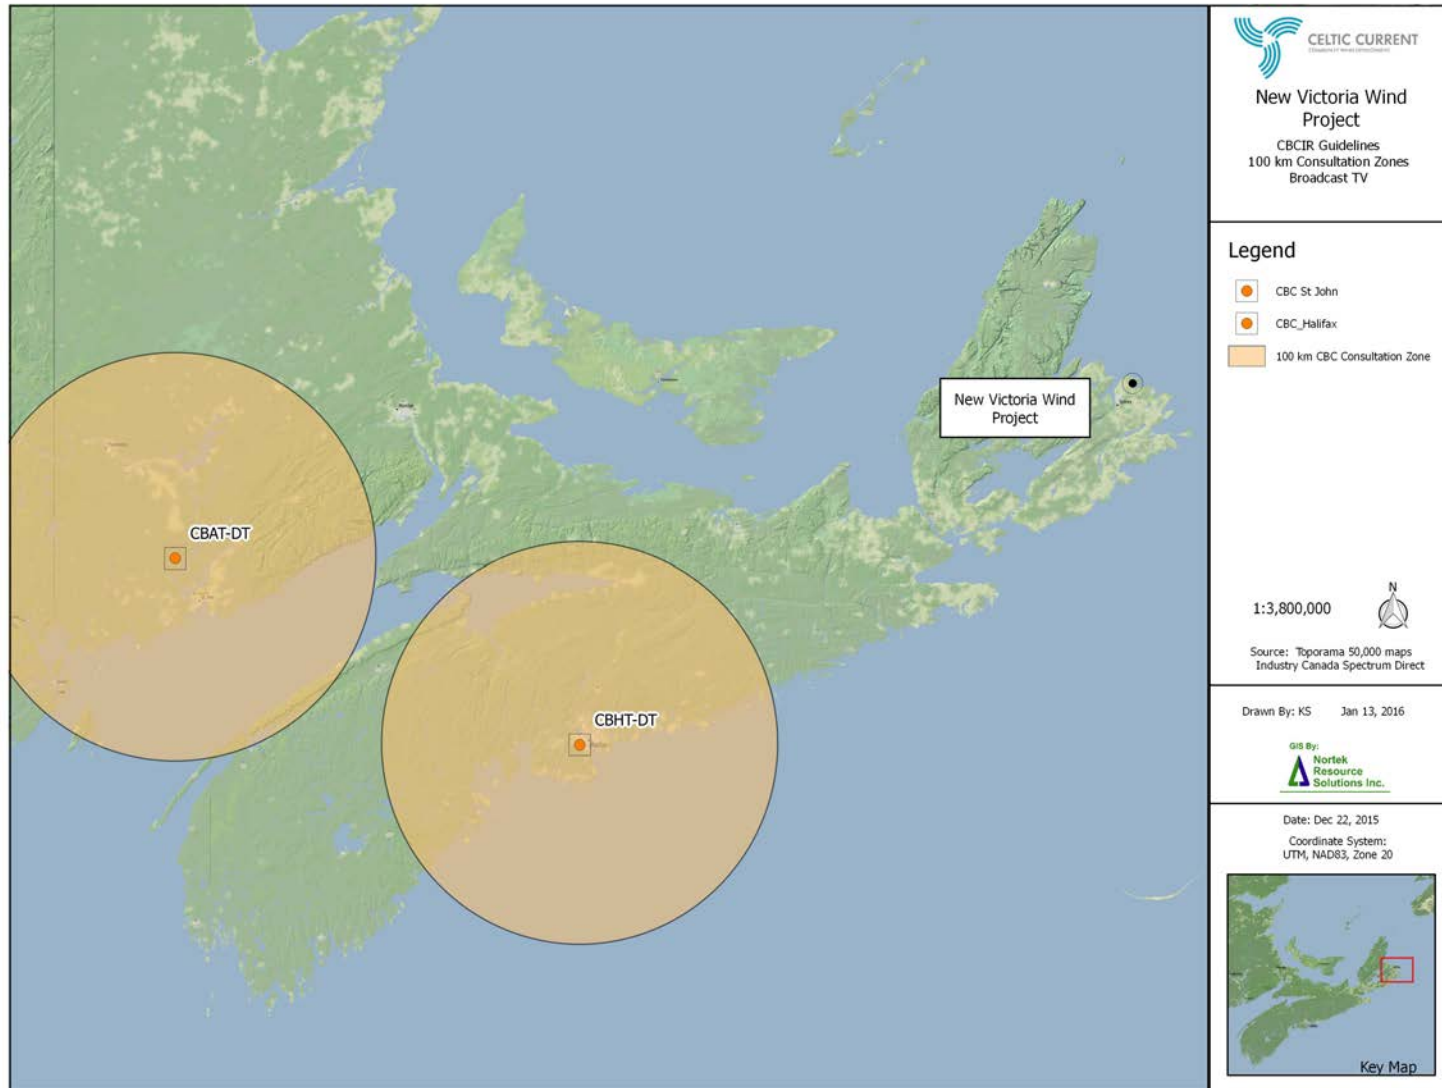 CELTIC CURRENT
New Victoria Wind
Project
CBCIR Guidelines
100 km Consultation Zones
Broadcast TV
Legend
CBC St John
CBC_Halifax
100 km CBC Consultation Zone
New Victoria Wind
Project
CBAT-DT
CBHT-DT
N
1:3,800,000
Source: Toporama 50,000 maps
Industry Canada Spectrum Direct
Drawn By: KS Jan 13, 2016
GIS By:
Nortek
Resource
Solutions Inc.
Date: Dec 22, 2015
Coordinate System:
UTM, NAD83, Zone 20
Key Map